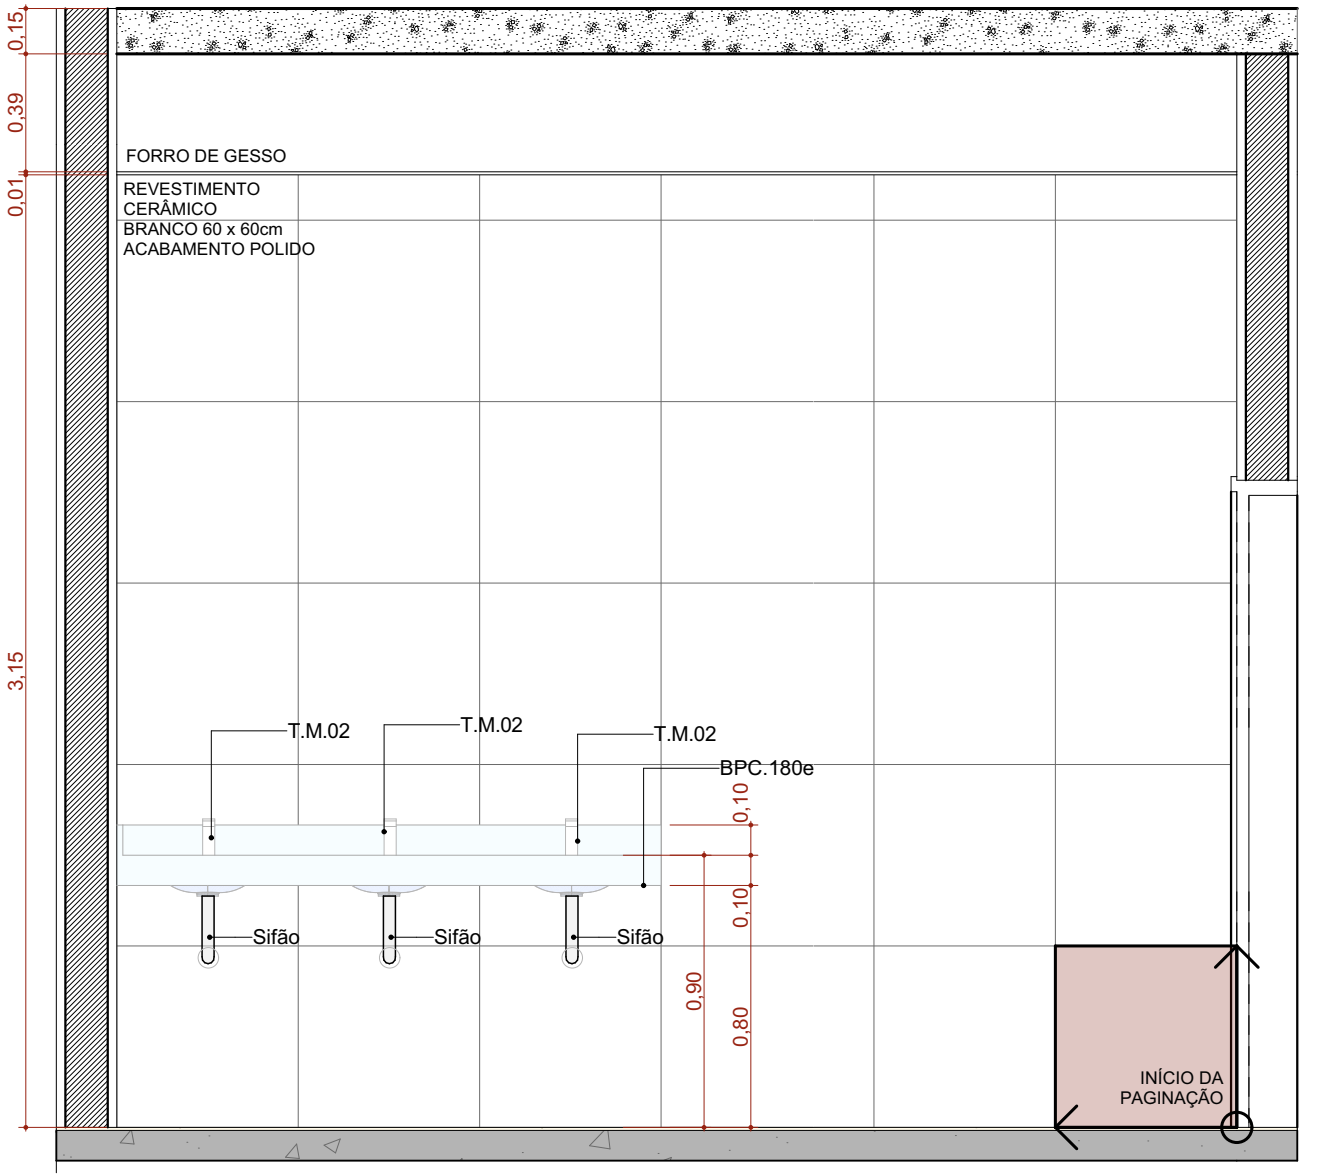 0,15
0,39
FORRO DE GESSO
0,01
REVESTIMENTO
CERÂMICO
BRANCO 60 x 60cm
ACABAMENTO POLIDO
3,15
T.M.02
T.M.02
T.M.02
BPC.180e
0,10
0,10
Sifão
Sifão
Sifão
0,90
0,80
INÍCIO DA
PAGINAÇÃO